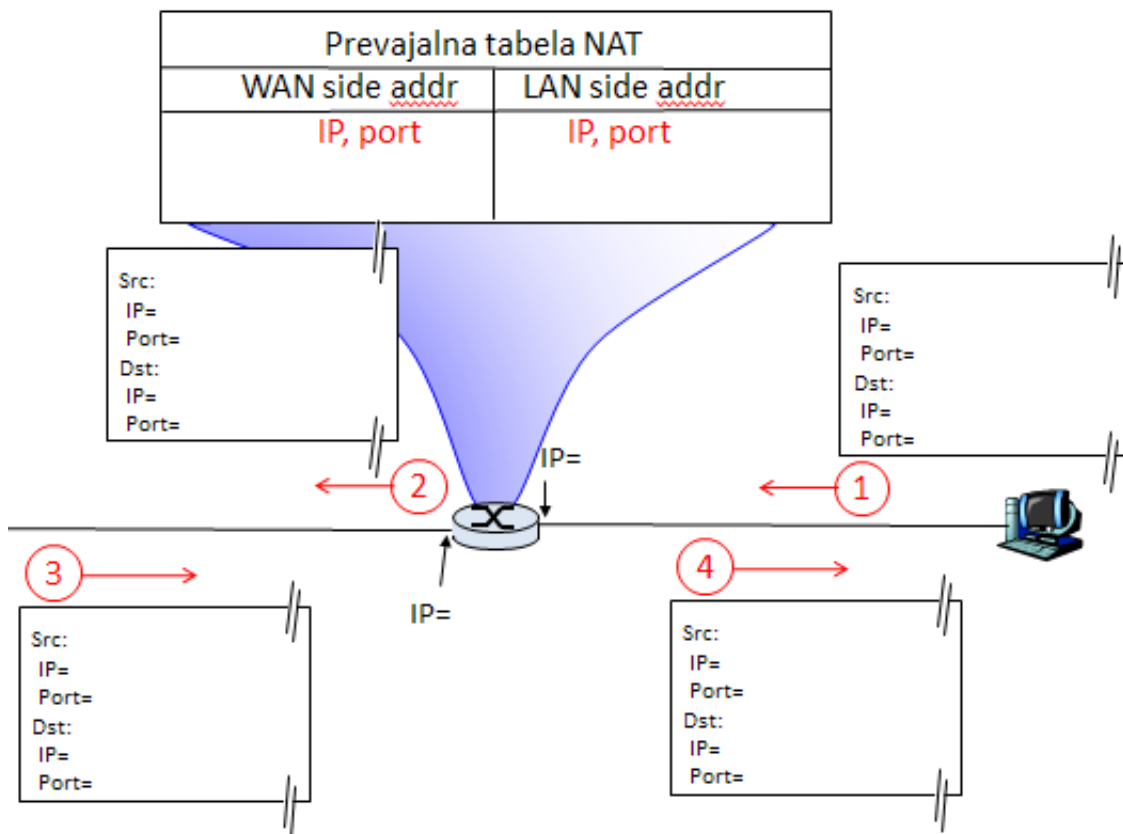 Prevajalna tabela NAT
WAN side addr
LAN side addr
IP, port
IP, port
Src:
IP=
Port=
Dst:
IP=
Port=
Src:
IP=
Port=
Dst:
IP=
Port=
2
IP=
1
3
IP=
4
Src:
IP=
Port=
Dst:
IP=
Port=
Src:
IP=
Port=
Dst:
IP=
Port=